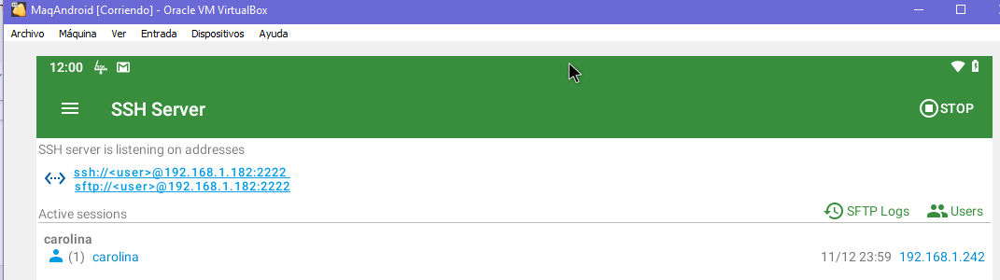 MaqAndroid [Corriendo] - Oracle VM VirtualBox
Archivo Máquina Ver Entrada Dispositivos Ayuda
12:00
SSH Server STOP
SSH server is listening on addresses
ssh://<user>@192.168.1.182:2222
sftp://<user>@192.168.1.182:2222
Active sessions SFTP Logs Users
carolina
(1) carolina 11/12 23:59 192.168.1.242